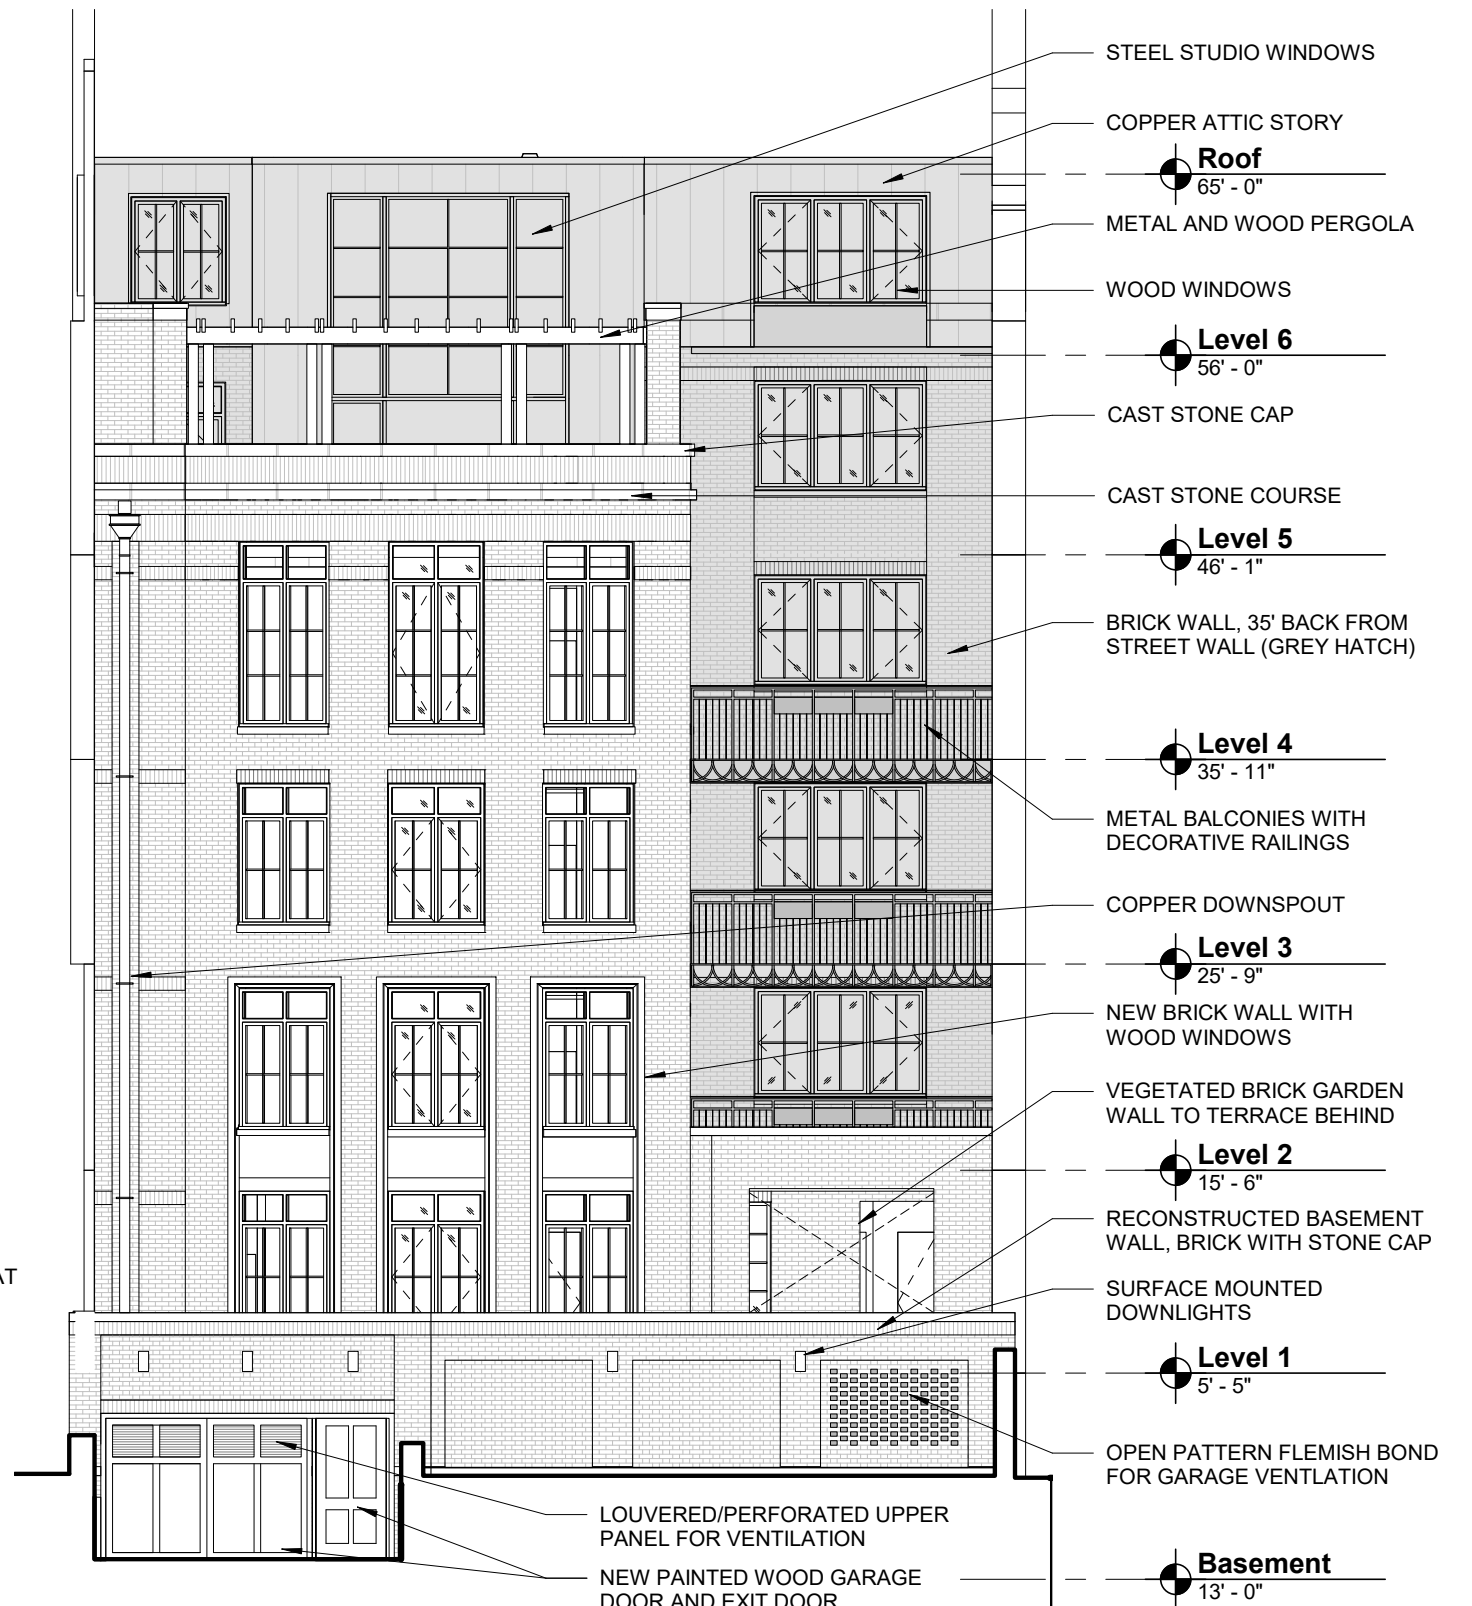 STEEL STUDIO WINDOWS
COPPER ATTIC STORY
Roof
65' - 0"
METAL AND WOOD PERGOLA
WOOD WINDOWS
Level 6
56' - 0"
CAST STONE CAP
CAST STONE COURSE
Level 5
46' - 1"
BRICK WALL, 35' BACK FROM
STREET WALL (GREY HATCH)
Level 4
35' - 11"
METAL BALCONIES WITH
DECORATIVE RAILINGS
COPPER DOWNSPOUT
Level 3
25' - 9"
NEW BRICK WALL WITH
WOOD WINDOWS
VEGETATED BRICK GARDEN
WALL TO TERRACE BEHIND
Level 2
15' - 6"
RECONSTRUCTED BASEMENT
WALL, BRICK WITH STONE CAP
AT
SURFACE MOUNTED
DOWNLIGHTS
Level 1
5' - 5"
OPEN PATTERN FLEMISH BOND
FOR GARAGE VENTLATION
LOUVERED/PERFORATED UPPER
PANEL FOR VENTILATION
NEW PAINTED WOOD GARAGE
DOOR AND EXIT DOOR
Basement
13' - 0"